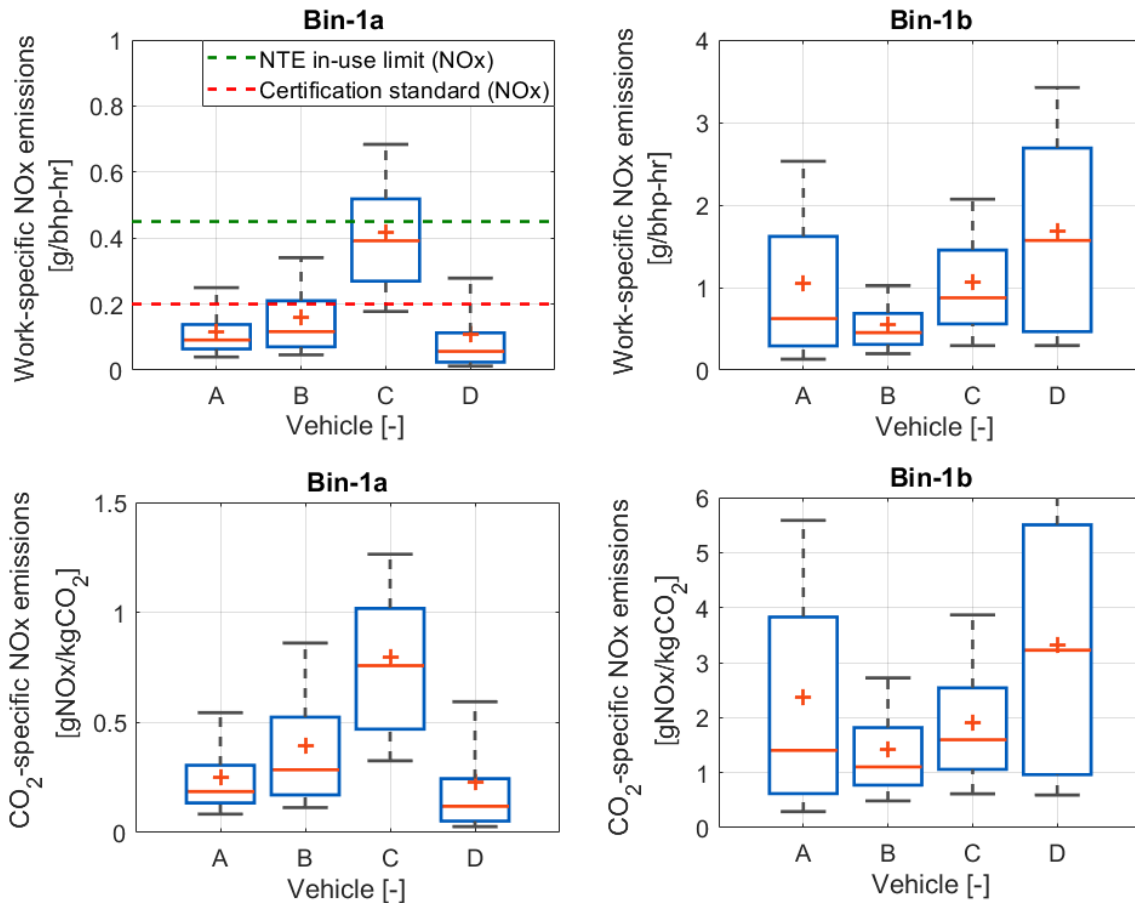 Bin-1a
Work-specific NOx emissions
[g/bhp-hr]
1
0.8
0.6
0.4
0.2
0
NTE in-use limit (NOx)
Certification standard (NOx)
A B C D
Vehicle [-]
Bin-1b
Work-specific NOx emissions
[g/bhp-hr]
4
3
2
1
0
A B C D
Vehicle [-]
Bin-1a
CO2-specific NOx emissions
[gNOx/kgCO2]
1.5
1
0.5
0
A B C D
Vehicle [-]
Bin-1b
CO2-specific NOx emissions
[gNOx/kgCO2]
6
5
4
3
2
1
0
A B C D
Vehicle [-]